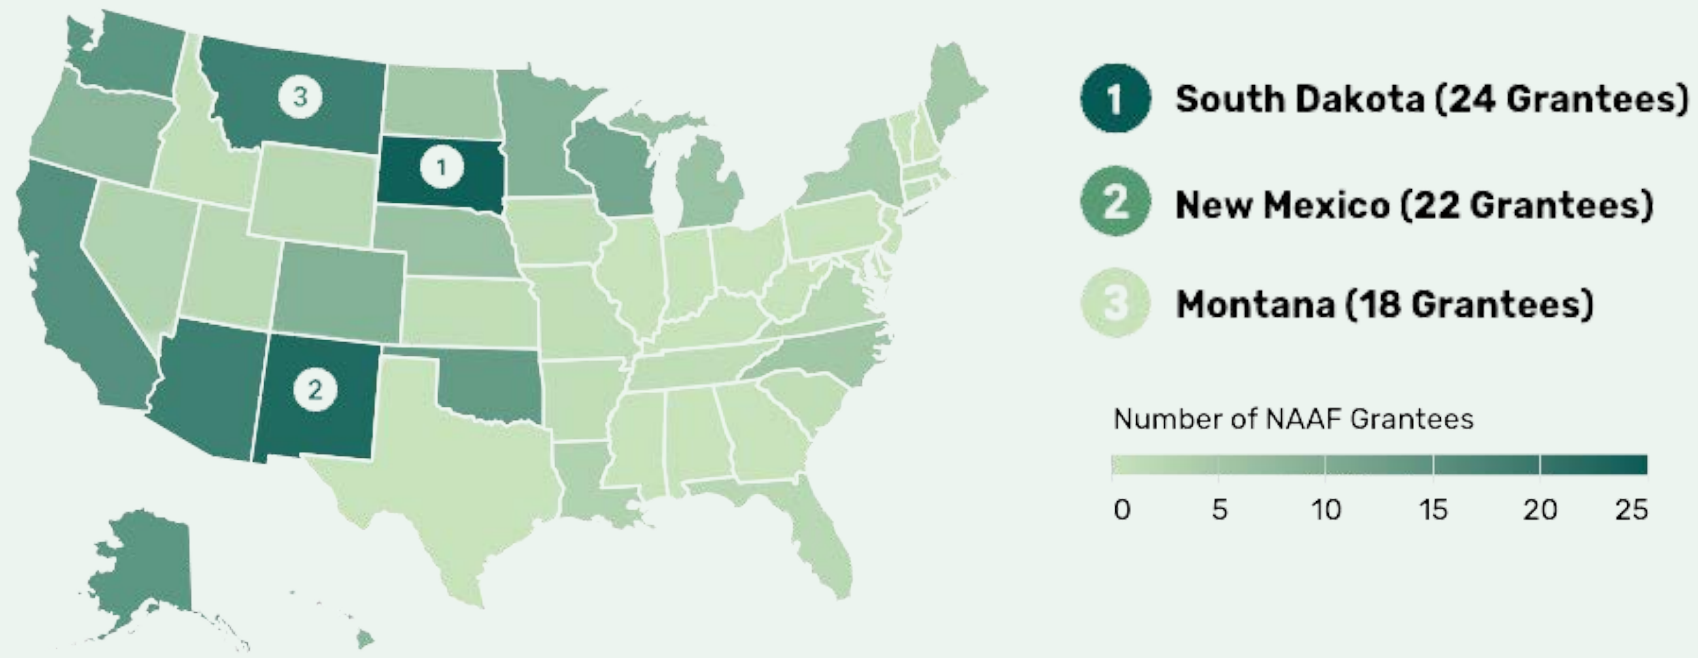 3
1
2
1 South Dakota (24 Grantees)
2 New Mexico (22 Grantees)
3 Montana (18 Grantees)
Number of NAAF Grantees
0 5 10 15 20 25